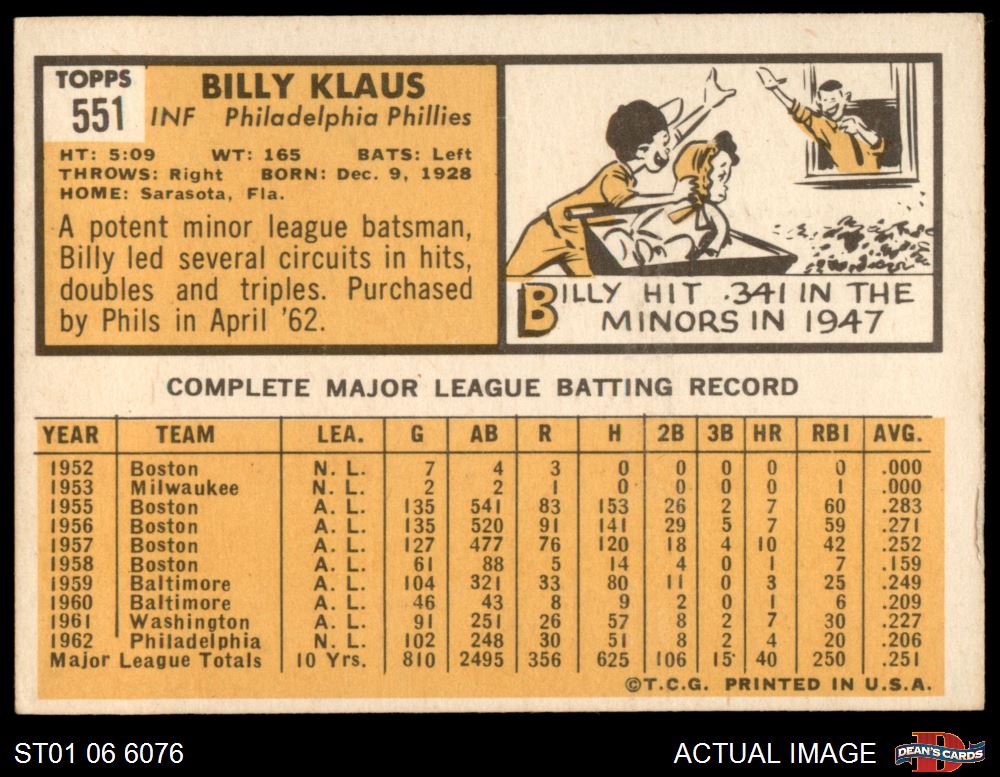 TOPPS
551
BILLY KLAUS
INF Philadelphia Phillies
HT: 5:09 WT: 165 BATS: Left
THROWS: Right BORN: Dec. 9, 1928
HOME: Sarasota, Fla.
A potent minor league batsman,
Billy led several circuits in hits,
doubles and triples. Purchased
by Phils in April '62.
BILLY HIT .341 IN THE
MINORS IN 1947
COMPLETE MAJOR LEAGUE BATTING RECORD
YEAR TEAM LEA. G AB R H 2B 3B HR RBI AVG.
1952 Boston N. L. 7 4 3 0 0 0 0 0 .000
1953 Milwaukee N. L. 2 2 1 0 0 0 0 1 .000
1955 Boston A. L. 135 541 83 153 26 2 7 60 .283
1956 Boston A. L. 135 520 91 141 29 5 7 59 .271
1957 Boston A. L. 127 477 76 120 18 4 10 42 .252
1958 Boston A. L. 61 88 5 14 4 0 1 7 .159
1959 Baltimore A. L. 104 321 33 80 11 0 3 25 .249
1960 Baltimore A. L. 46 43 8 9 2 0 1 6 .209
1961 Washington A. L. 91 251 26 57 8 2 7 30 .227
1962 Philadelphia N. L. 102 248 30 51 8 2 4 20 .206
Major League Totals 10 Yrs. 810 2495 356 625 106 15 40 250 .251
©T.C.G. PRINTED IN U.S.A.
ST01 06 6076
ACTUAL IMAGE
D
DEAN'S CARDS